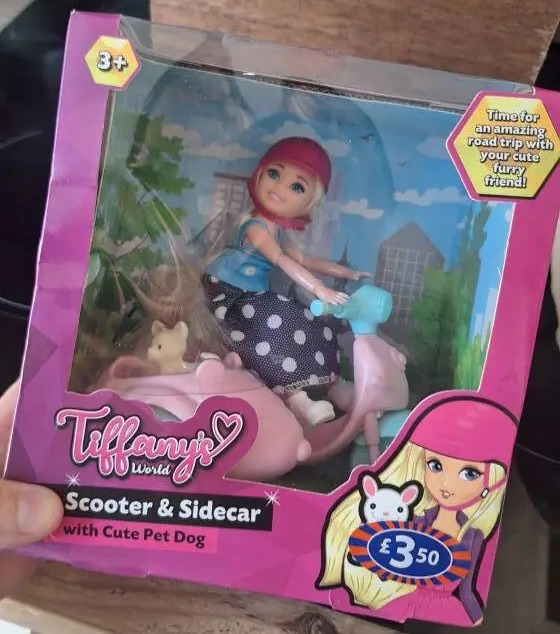 3+
Time for
an amazing
road trip with
your cute
furry
friend!
Tiffany's
World
Scooter & Sidecar
with Cute Pet Dog
£3.50